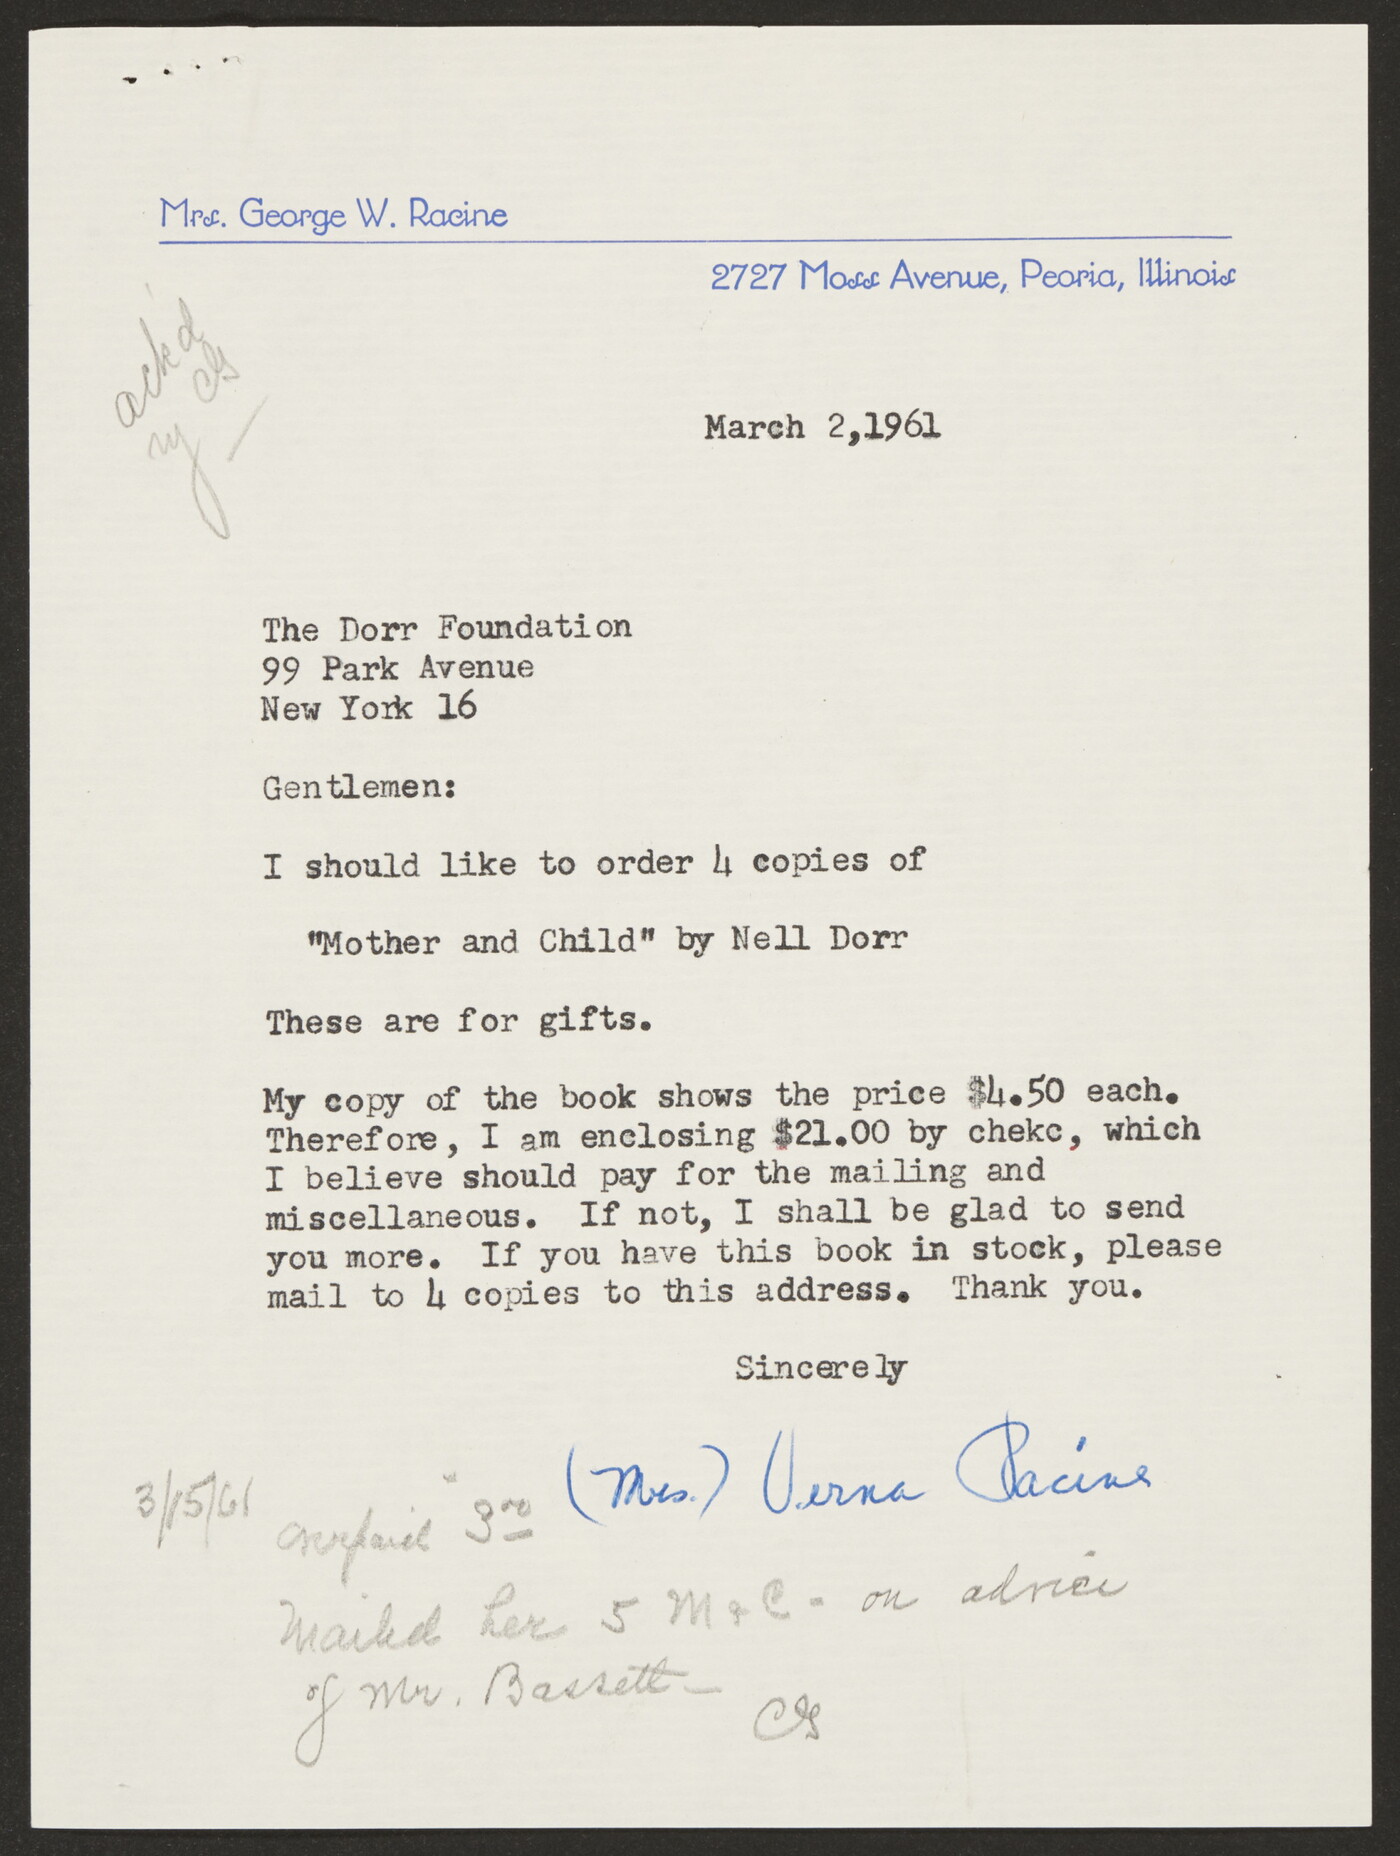 Mrs. George W. Racine
2727 Moss Avenue, Peoria, Illinois
ack'd
CG
March 2,1961
The Dorr Foundation
99 Park Avenue
New York 16
Gentlemen:
I should like to order 4 copies of
"Mother and Child" by Nell Dorr
These are for gifts.
My copy of the book shows the price $4.50 each.
Therefore, I am enclosing $21.00 by chekc, which
I believe should pay for the mailing and
miscellaneous. If not, I shall be glad to send
you more. If you have this book in stock, please
mail to 4 copies to this address. Thank you.
Sincerely
(Mrs.) Verna Racine
3/15/61
overpaid 3.00
Mailed her 5 M & C - on advice
of Mr. Bassett -
CG